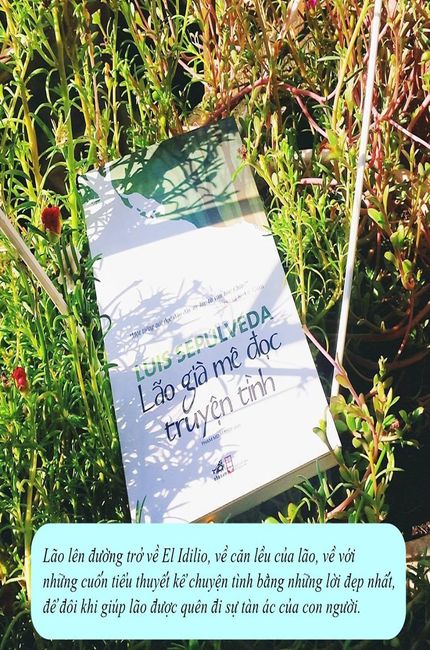 LUIS SEPÚLVEDA
Lão già mê đọc
truyện tình
Lão lên đường trở về El Idilio, về căn lều của lão, về với
những cuốn tiểu thuyết kể chuyện tình bằng những lời đẹp nhất,
để đôi khi giúp lão được quên đi sự tàn ác của con người.